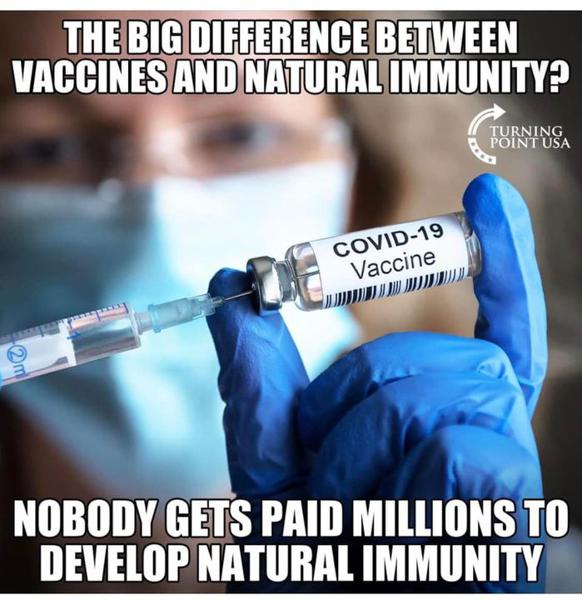 THE BIG DIFFERENCE BETWEEN
VACCINES AND NATURAL IMMUNITY?
TURNING
POINT USA
COVID-19
Vaccine
NOBODY GETS PAID MILLIONS TO
DEVELOP NATURAL IMMUNITY